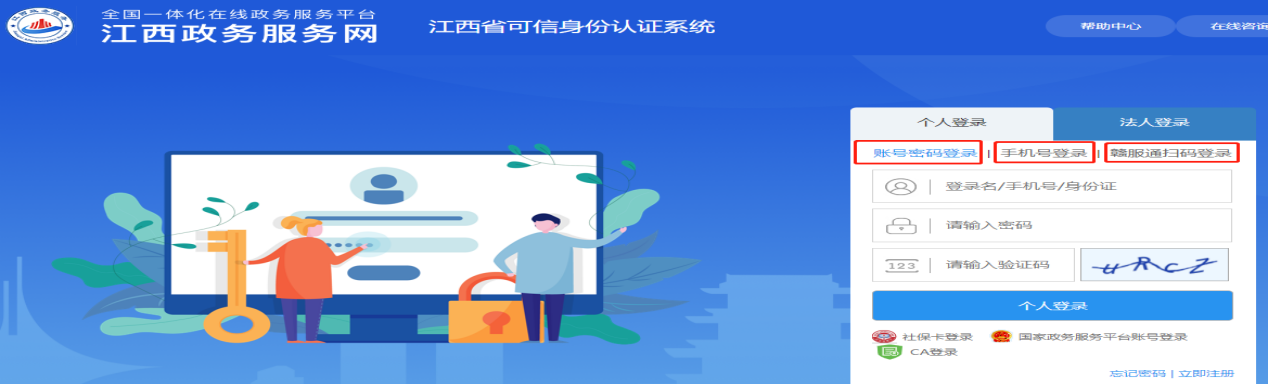 全国一体化在线政务服务平台
江西政务服务网
江西省可信身份认证系统
帮助中心
在线咨询
个人登录
法人登录
账号密码登录 | 手机号登录 | 赣服通扫码登录
登录名/手机号/身份证
请输入密码
123 | 请输入验证码
uRcZ
个人登录
社保卡登录 国家政务服务平台账号登录
CA登录
忘记密码 | 立即注册